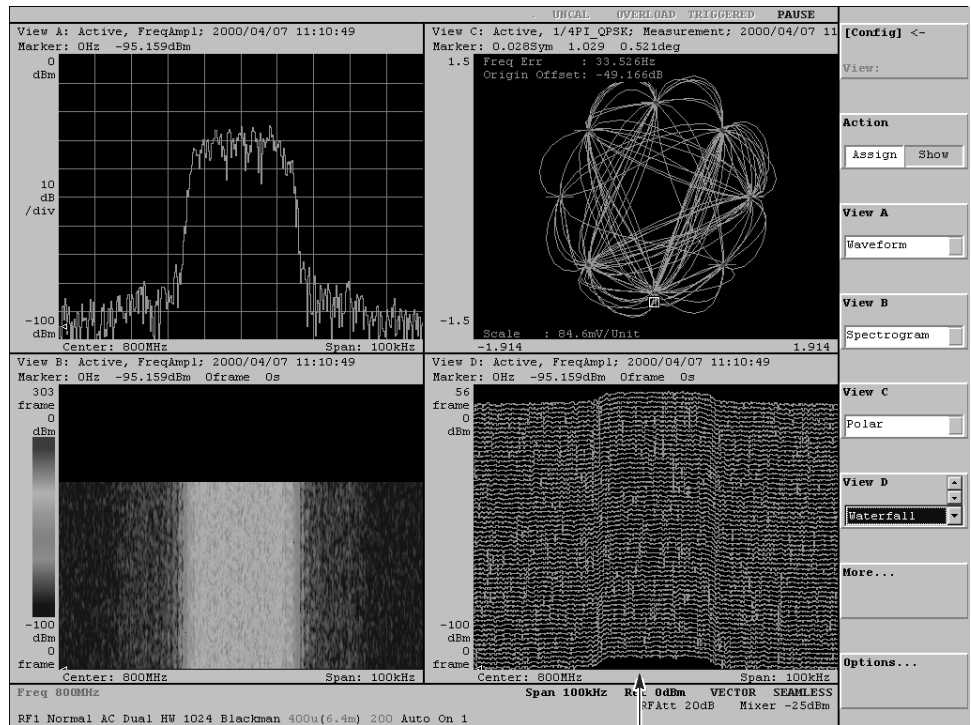 . UNCAL OVERLOAD TRIGGERED PAUSE
View A: Active, FreqAmpl; 2000/04/07 11:10:49
Marker: 0Hz -95.159dBm
0
dBm
10
dB
/div
-100
dBm
Center: 800MHz Span: 100kHz
View C: Active, 1/4PI_QPSK; Measurement; 2000/04/07 11
Marker: 0.028Sym 1.029 0.521deg
1.5
Freq Err : 33.526Hz
Origin Offset: -49.166dB
-1.5
Scale : 84.6mV/Unit
-1.914 1.914
View B: Active, FreqAmpl; 2000/04/07 11:10:49
Marker: 0Hz -95.159dBm 0frame 0s
303
frame
0
dBm
-100
dBm
0
frame
Center: 800MHz Span: 100kHz
View D: Active, FreqAmpl; 2000/04/07 11:10:49
Marker: 0Hz -95.159dBm 0frame 0s
56
frame
0
dBm
-100
dBm
0
frame
Center: 800MHz Span: 100kHz
[Config] <-
View:
Action
Assign Show
View A
Waveform
View B
Spectrogram
View C
Polar
View D
Waterfall
More...
Options...
Freq 800MHz Span 100kHz 0dBm VECTOR SEAMLESS
RFAtt 20dB Mixer -25dBm
RF1 Normal AC Dual HW 1024 Blackman 400u(6.4m) 200 Auto On 1